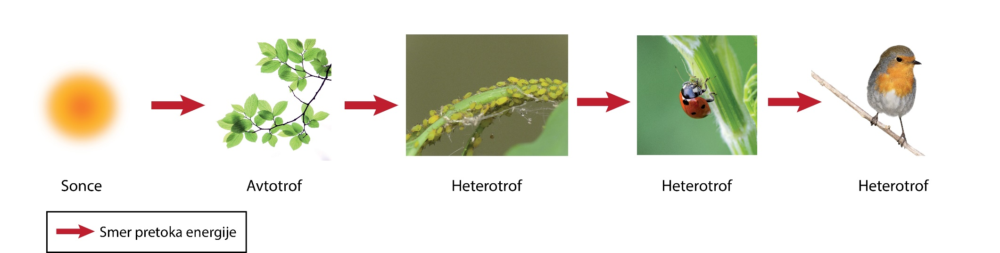 Sonce
Avtotrof
Heterotrof
Heterotrof
Heterotrof
Smer pretoka energije